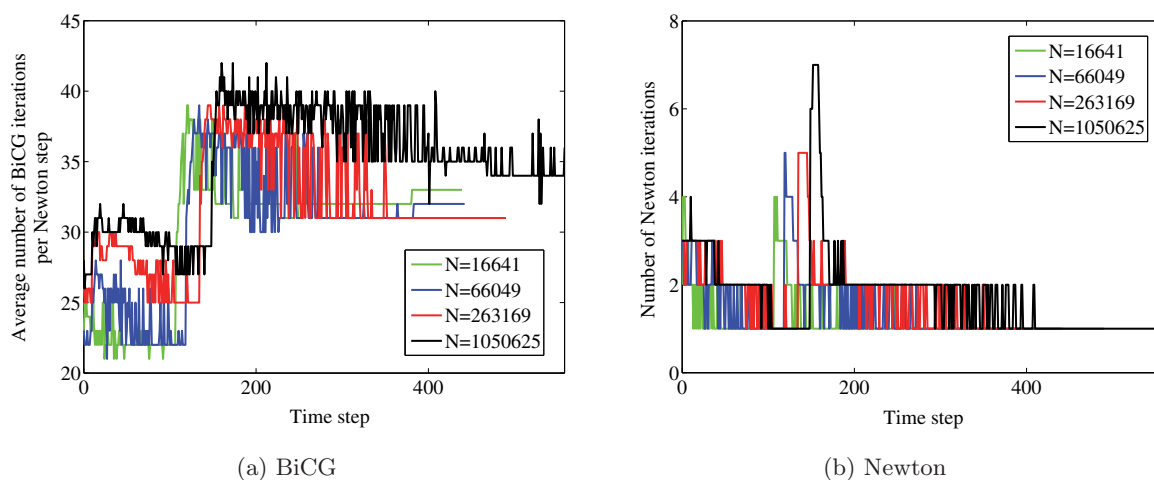 45
40
35
30
25
20
0
200
400
Average number of BiCG iterations
per Newton step
Time step
N=16641
N=66049
N=263169
N=1050625
(a) BiCG
8
6
4
2
0
0
200
400
Number of Newton iterations
Time step
N=16641
N=66049
N=263169
N=1050625
(b) Newton